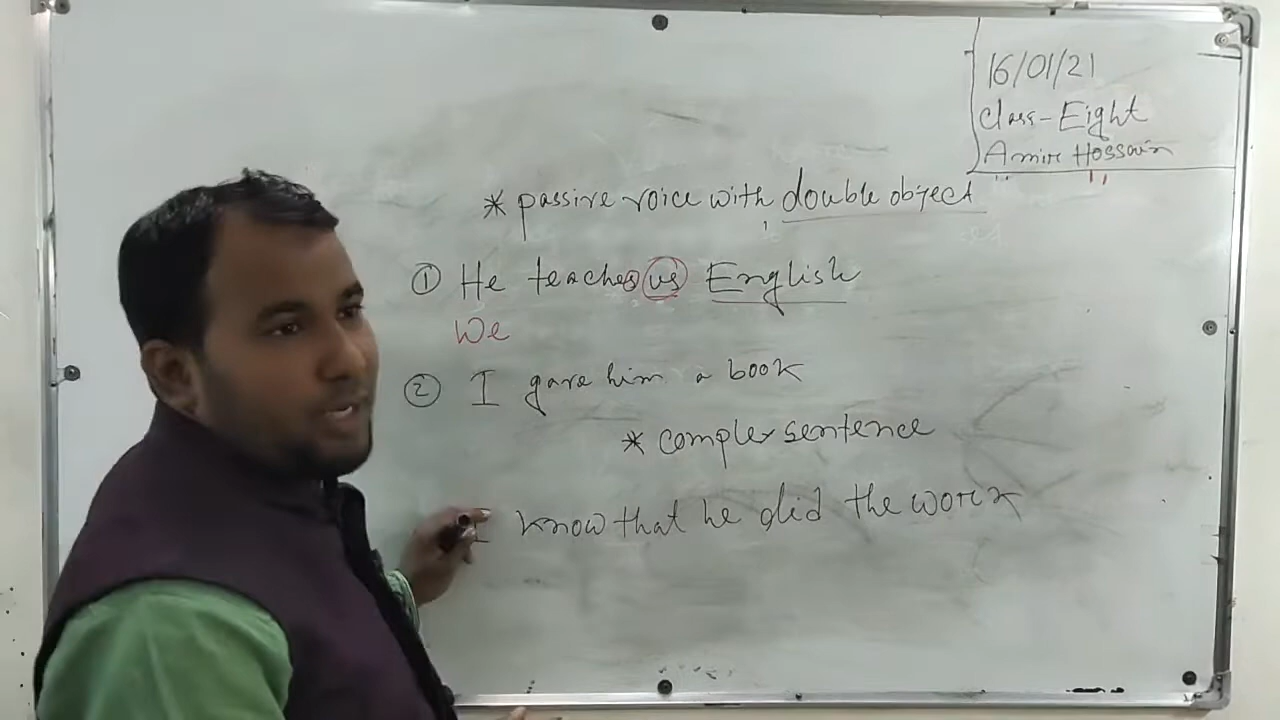 16/01/21
Class-Eight
Amir Hossain
* passive voice with double object
① He teaches us English
We
② I gave him a book
* complex sentence
I know that he did the work